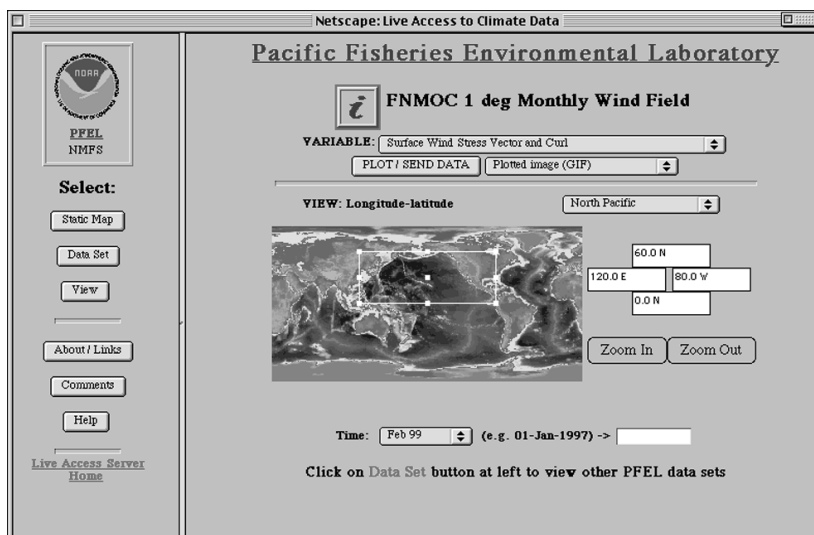 Netscape: Live Access to Climate Data
NOAA
PFEL
NMFS
Select:
Static Map
Data Set
View
About / Links
Comments
Help
Live Access Server
Home
Pacific Fisheries Environmental Laboratory
i FNMOC 1 deg Monthly Wind Field
VARIABLE: Surface Wind Stress Vector and Curl
PLOT / SEND DATA Plotted image (GIF)
VIEW: Longitude-latitude North Pacific
60.0 N
120.0 E 80.0 W
0.0 N
Zoom In Zoom Out
Time: Feb 99 (e.g. 01-Jan-1997) ->
Click on Data Set button at left to view other PFEL data sets